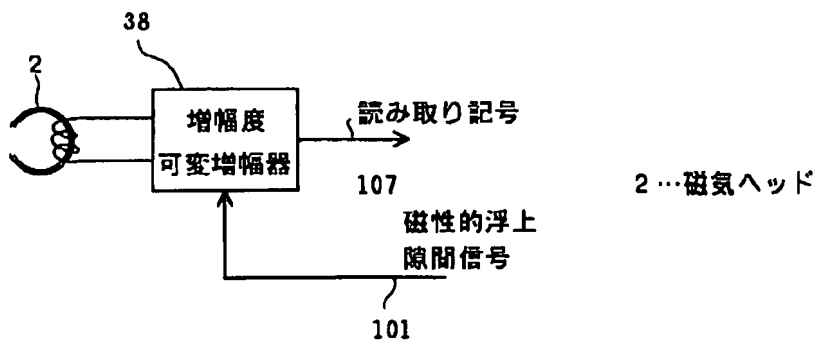 38
2
増幅度
可変増幅器
読み取り記号
107
2…磁気ヘッド
磁性的浮上
隙間信号
101